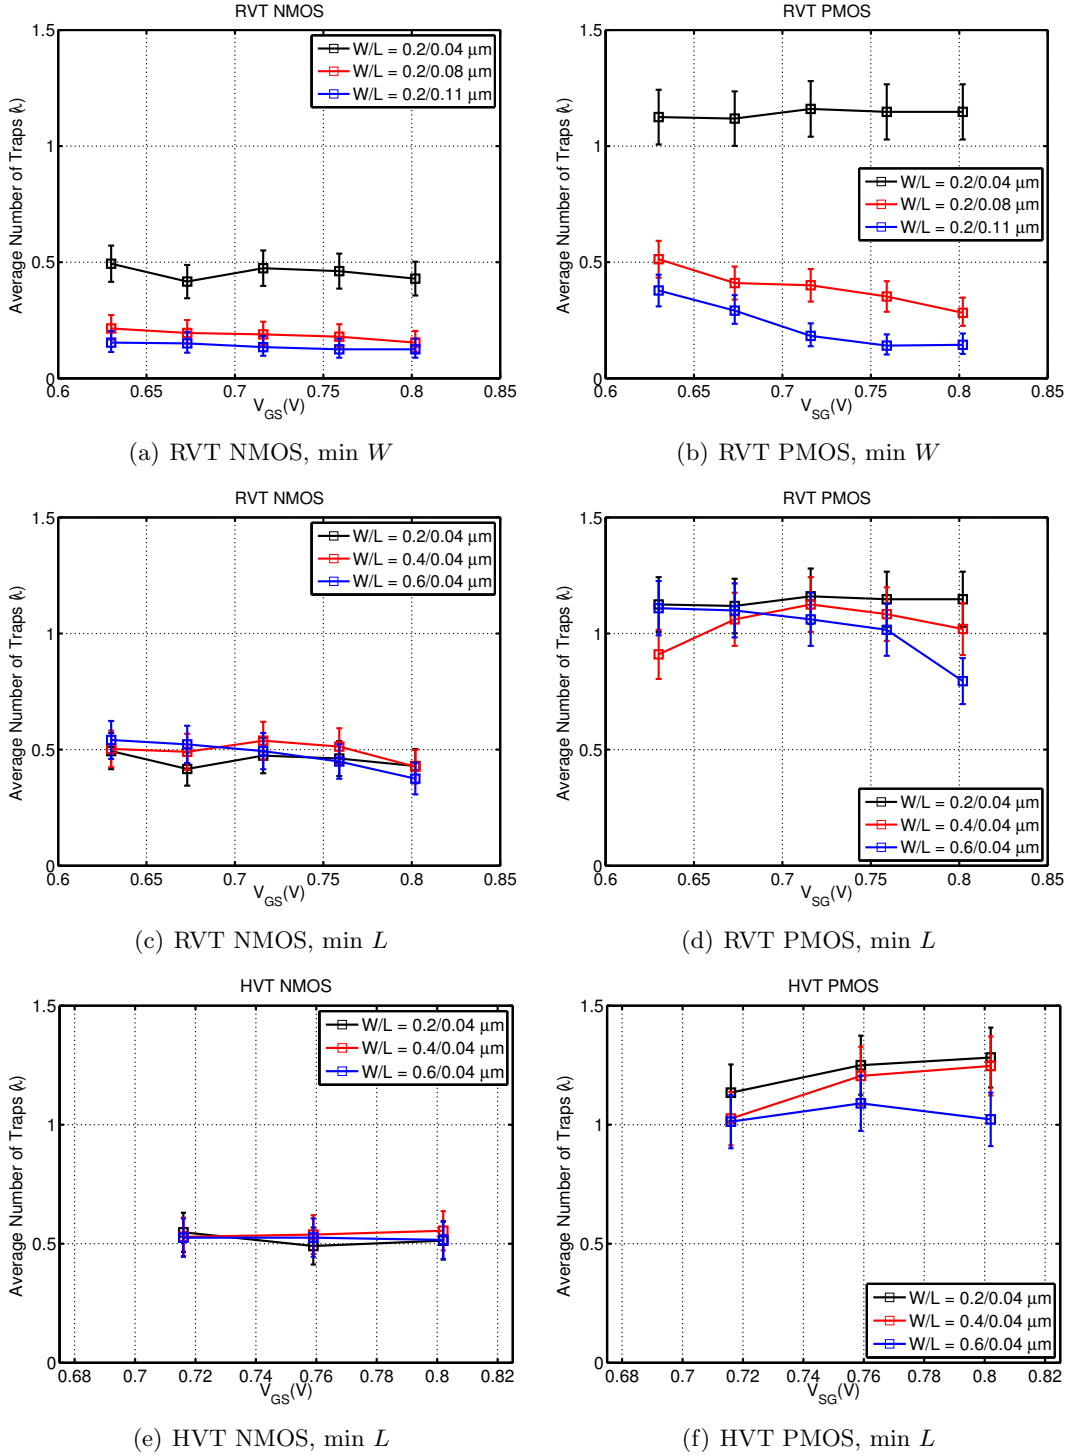 RVT NMOS
1.5
1
0.5
0
0.6 0.65 0.7 0.75 0.8 0.85
Average Number of Traps (λ)
V_GS(V)
W/L = 0.2/0.04 μm
W/L = 0.2/0.08 μm
W/L = 0.2/0.11 μm
(a) RVT NMOS, min W
RVT PMOS
1.5
1
0.5
0
0.6 0.65 0.7 0.75 0.8 0.85
Average Number of Traps (λ)
V_SG(V)
W/L = 0.2/0.04 μm
W/L = 0.2/0.08 μm
W/L = 0.2/0.11 μm
(b) RVT PMOS, min W
RVT NMOS
1.5
1
0.5
0
0.6 0.65 0.7 0.75 0.8 0.85
Average Number of Traps (λ)
V_GS(V)
W/L = 0.2/0.04 μm
W/L = 0.4/0.04 μm
W/L = 0.6/0.04 μm
(c) RVT NMOS, min L
RVT PMOS
1.5
1
0.5
0
0.6 0.65 0.7 0.75 0.8 0.85
Average Number of Traps (λ)
V_SG(V)
W/L = 0.2/0.04 μm
W/L = 0.4/0.04 μm
W/L = 0.6/0.04 μm
(d) RVT PMOS, min L
HVT NMOS
1.5
1
0.5
0
0.68 0.7 0.72 0.74 0.76 0.78 0.8 0.82
Average Number of Traps (λ)
V_GS(V)
W/L = 0.2/0.04 μm
W/L = 0.4/0.04 μm
W/L = 0.6/0.04 μm
(e) HVT NMOS, min L
HVT PMOS
1.5
1
0.5
0
0.68 0.7 0.72 0.74 0.76 0.78 0.8 0.82
Average Number of Traps (λ)
V_SG(V)
W/L = 0.2/0.04 μm
W/L = 0.4/0.04 μm
W/L = 0.6/0.04 μm
(f) HVT PMOS, min L